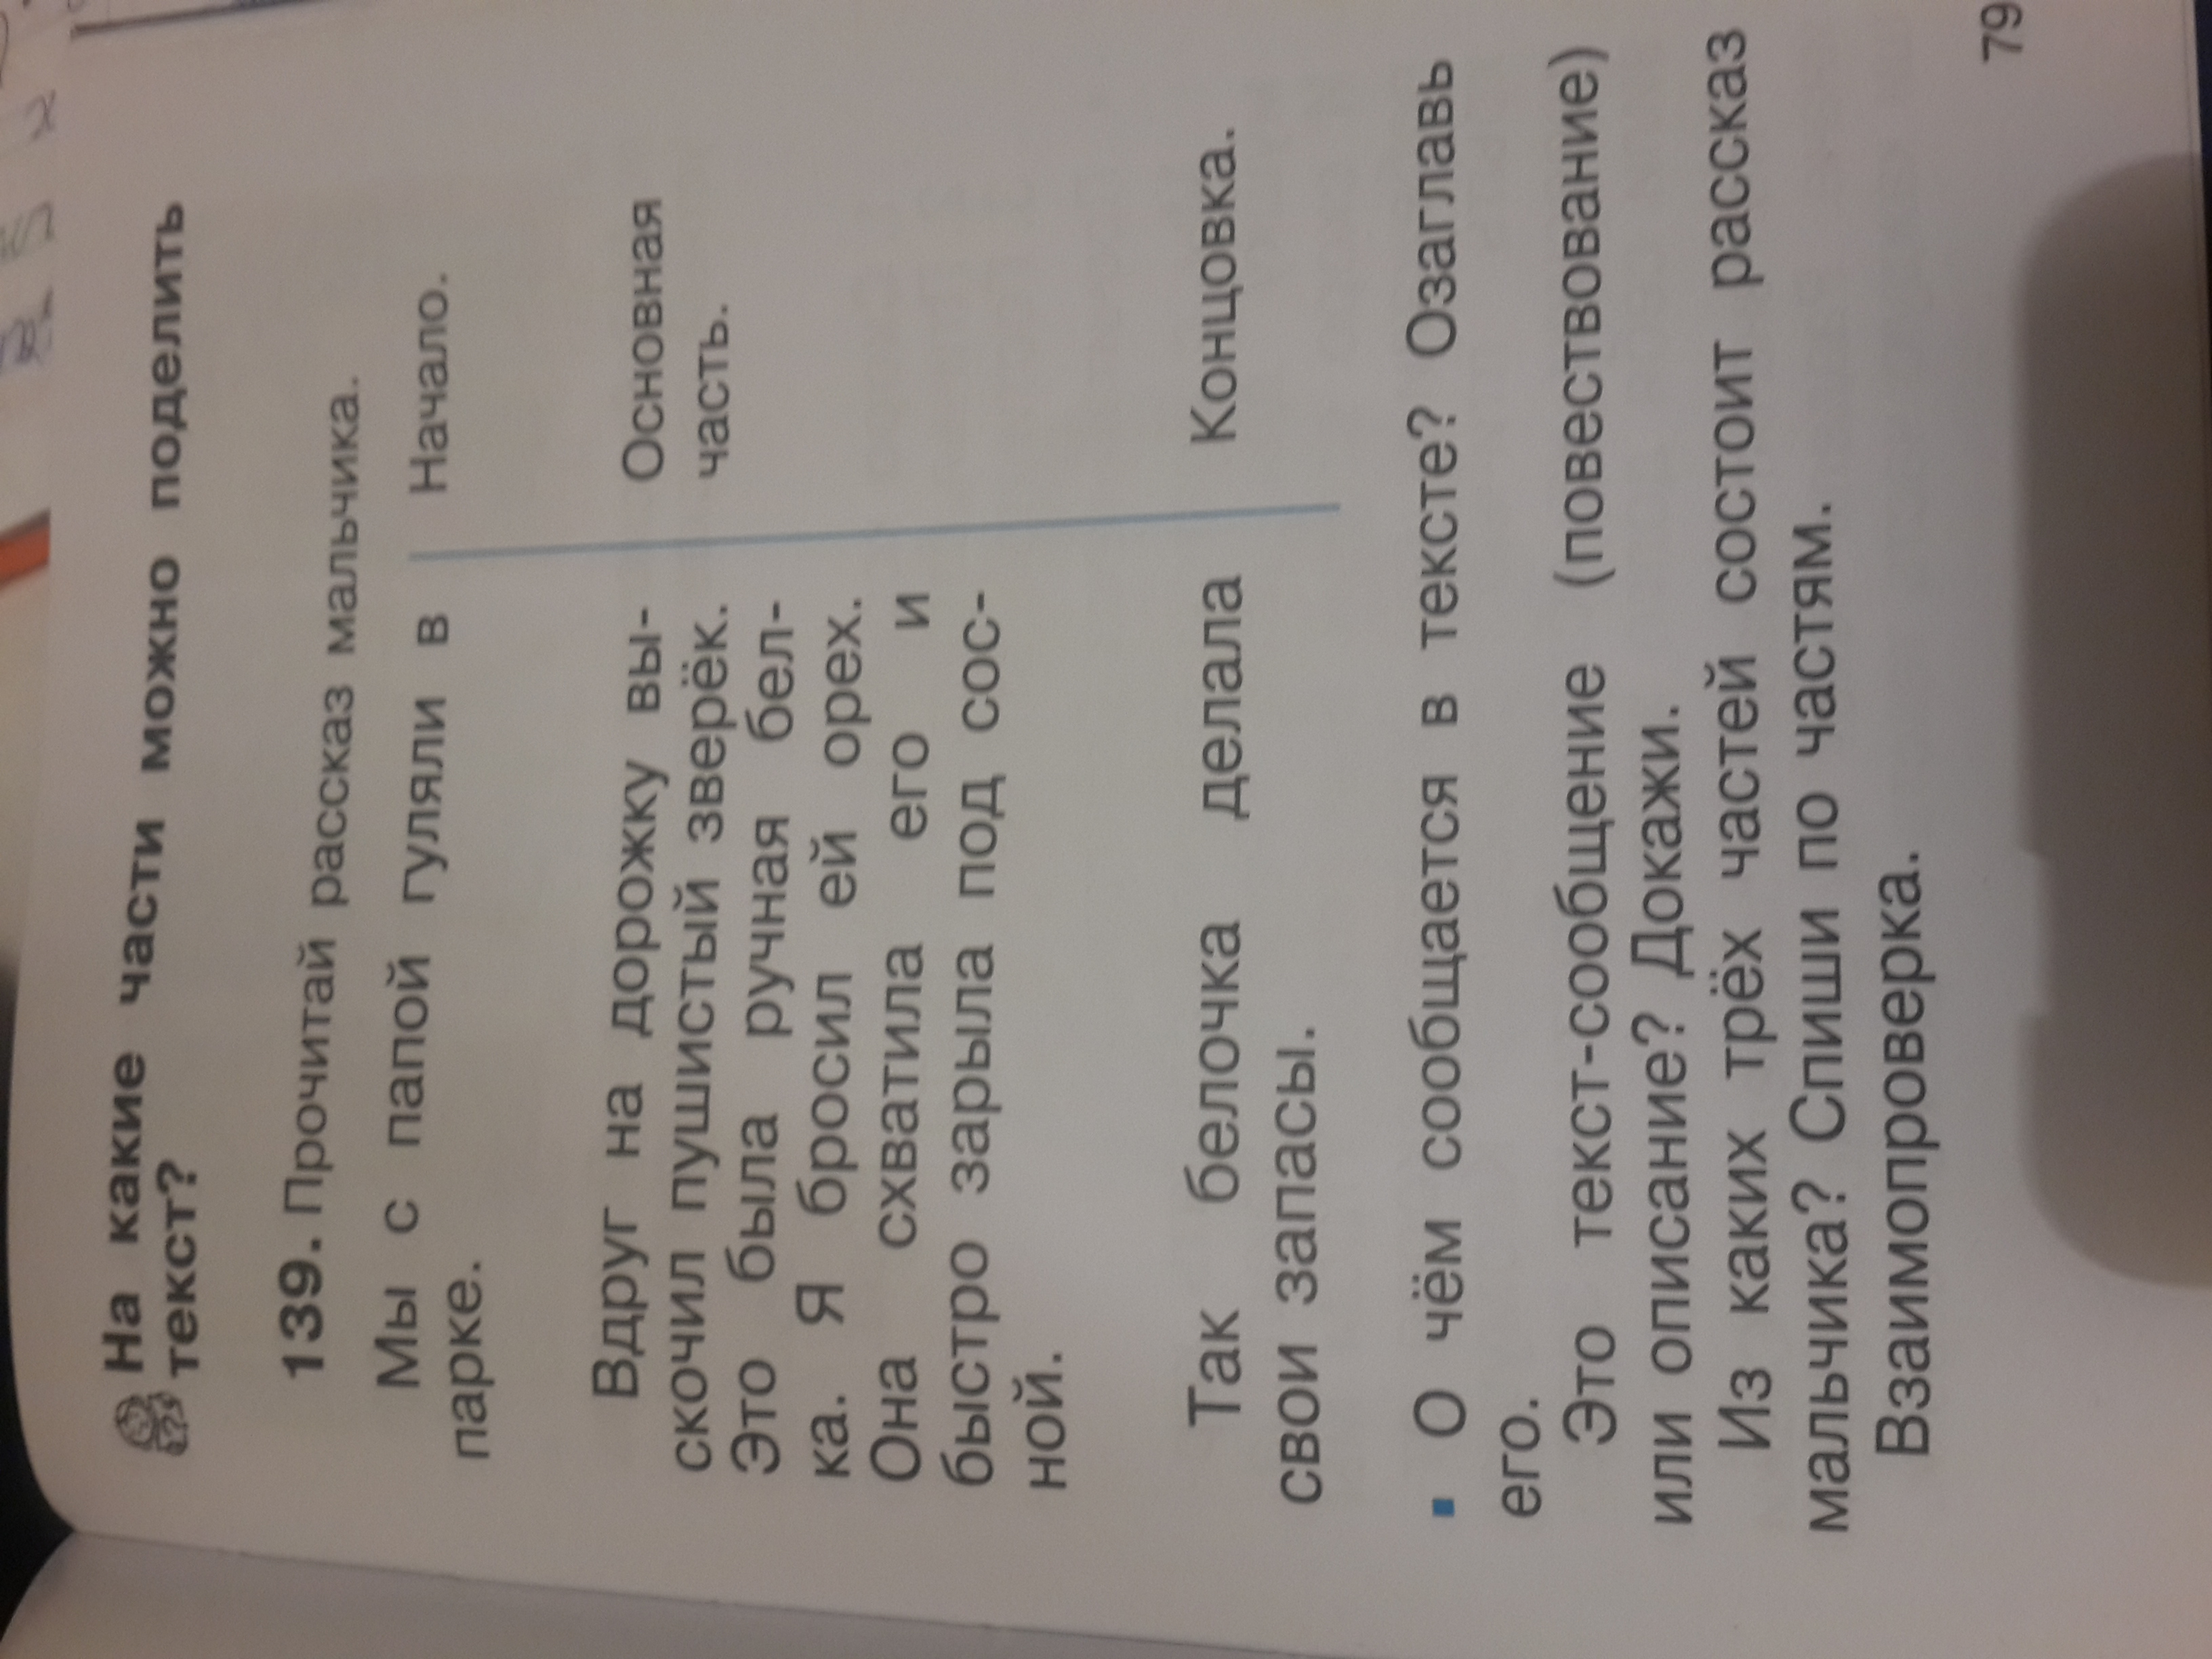 На какие части можно поделить
текст?
139. Прочитай рассказ мальчика.
Мы с папой гуляли в
парке.
Начало.
Вдруг на дорожку вы-
скочил пушистый зверёк.
Это была ручная бел-
ка. Я бросил ей орех.
Она схватила его и
быстро зарыла под сос-
ной.
Основная
часть.
Так белочка делала
свои запасы.
Концовка.
О чём сообщается в тексте? Озаглавь
его.
Это текст-сообщение (повествование)
или описание? Докажи.
Из каких трёх частей состоит рассказ
мальчика? Спиши по частям.
Взаимопроверка.
79